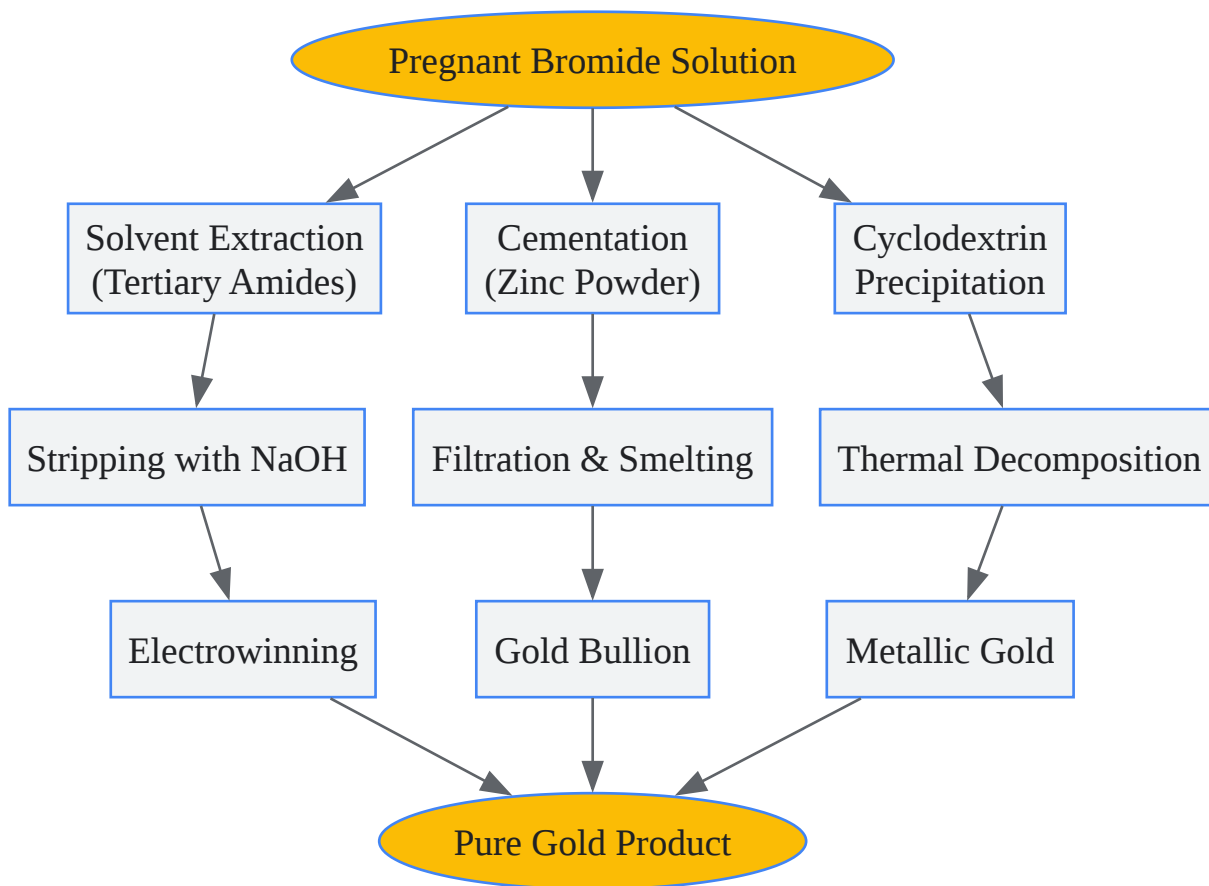 Pregnant Bromide Solution
Solvent Extraction
(Tertiary Amides)
Cementation
(Zinc Powder)
Cyclodextrin
Precipitation
Stripping with NaOH
Filtration & Smelting
Thermal Decomposition
Electrowinning
Gold Bullion
Metallic Gold
Pure Gold Product